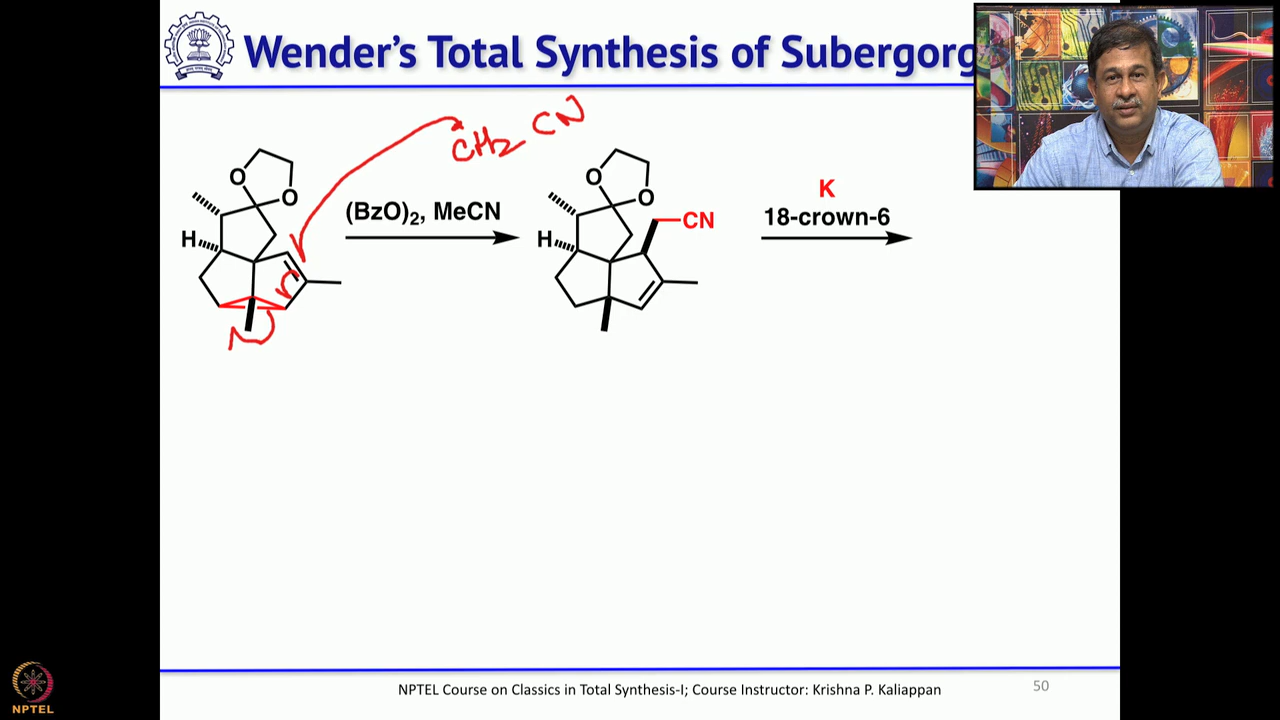 Wender's Total Synthesis of Subergorg
CH2 CN
O
O
H
(BzO)2, MeCN
O
O
CN
H
K
18-crown-6
NPTEL
NPTEL Course on Classics in Total Synthesis-I; Course Instructor: Krishna P. Kaliappan
50